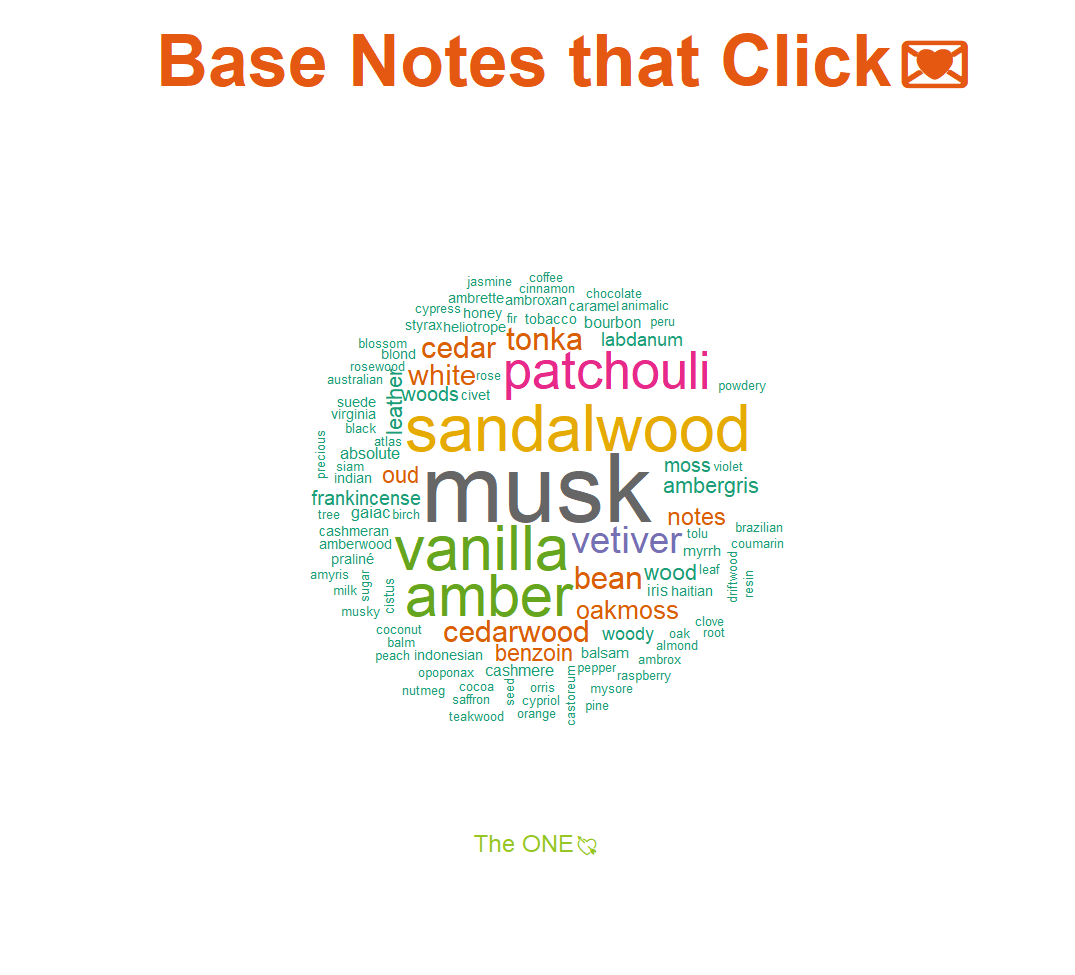 Base Notes that Click💌
coffee
jasmine
cinnamon
chocolate
ambrette
ambroxan
caramel
animalic
cypress
honey
fir
tobacco
bourbon
peru
styrax
heliotrope
tonka
labdanum
blossom
cedar
blond
patchouli
rosewood
white
rose
australian
powdery
leather
woods
civet
suede
virginia
black
sandalwood
atlas
precious
absolute
siam
moss
violet
indian
oud
musk
ambergris
frankincense
tree
gaiac
birch
notes
cashmeran
brazilian
vanilla
vetiver
tolu
amberwood
myrrh
coumarin
praliné
amyris
bean
wood
leaf
driftwood
resin
milk
sugar
cistus
amber
iris
haitian
musky
oakmoss
clove
coconut
cedarwood
woody
oak
root
balm
almond
peach
indonesian
benzoin
balsam
ambrox
opoponax
cashmere
pepper
raspberry
nutmeg
cocoa
seed
orris
castoreum
mysore
saffron
cypriol
pine
teakwood
orange
The ONE💘